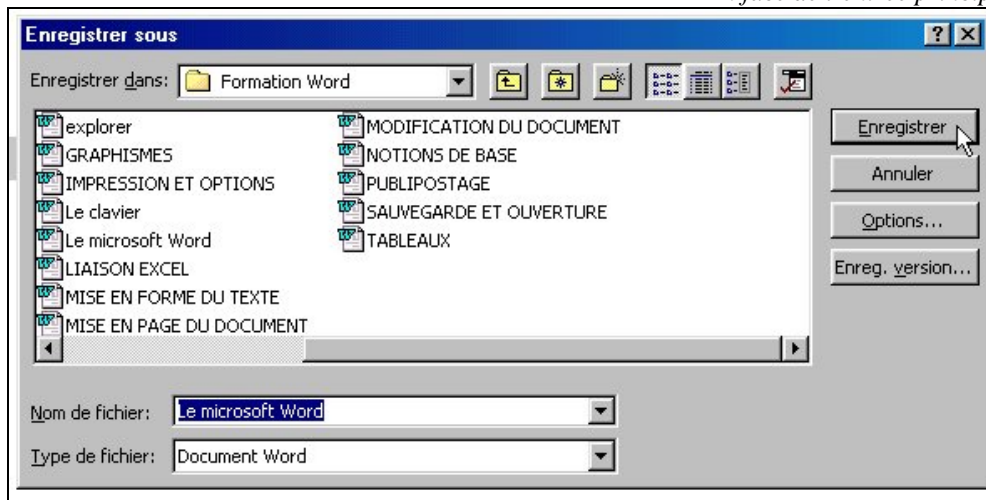 Enregistrer sous
Enregistrer dans: Formation Word
explorer
GRAPHISMES
IMPRESSION ET OPTIONS
Le clavier
Le microsoft Word
LIAISON EXCEL
MISE EN FORME DU TEXTE
MISE EN PAGE DU DOCUMENT
MODIFICATION DU DOCUMENT
NOTIONS DE BASE
PUBLIPOSTAGE
SAUVEGARDE ET OUVERTURE
TABLEAUX
Enregistrer
Annuler
Options...
Enreg. version...
Nom de fichier: Le microsoft Word
Type de fichier: Document Word